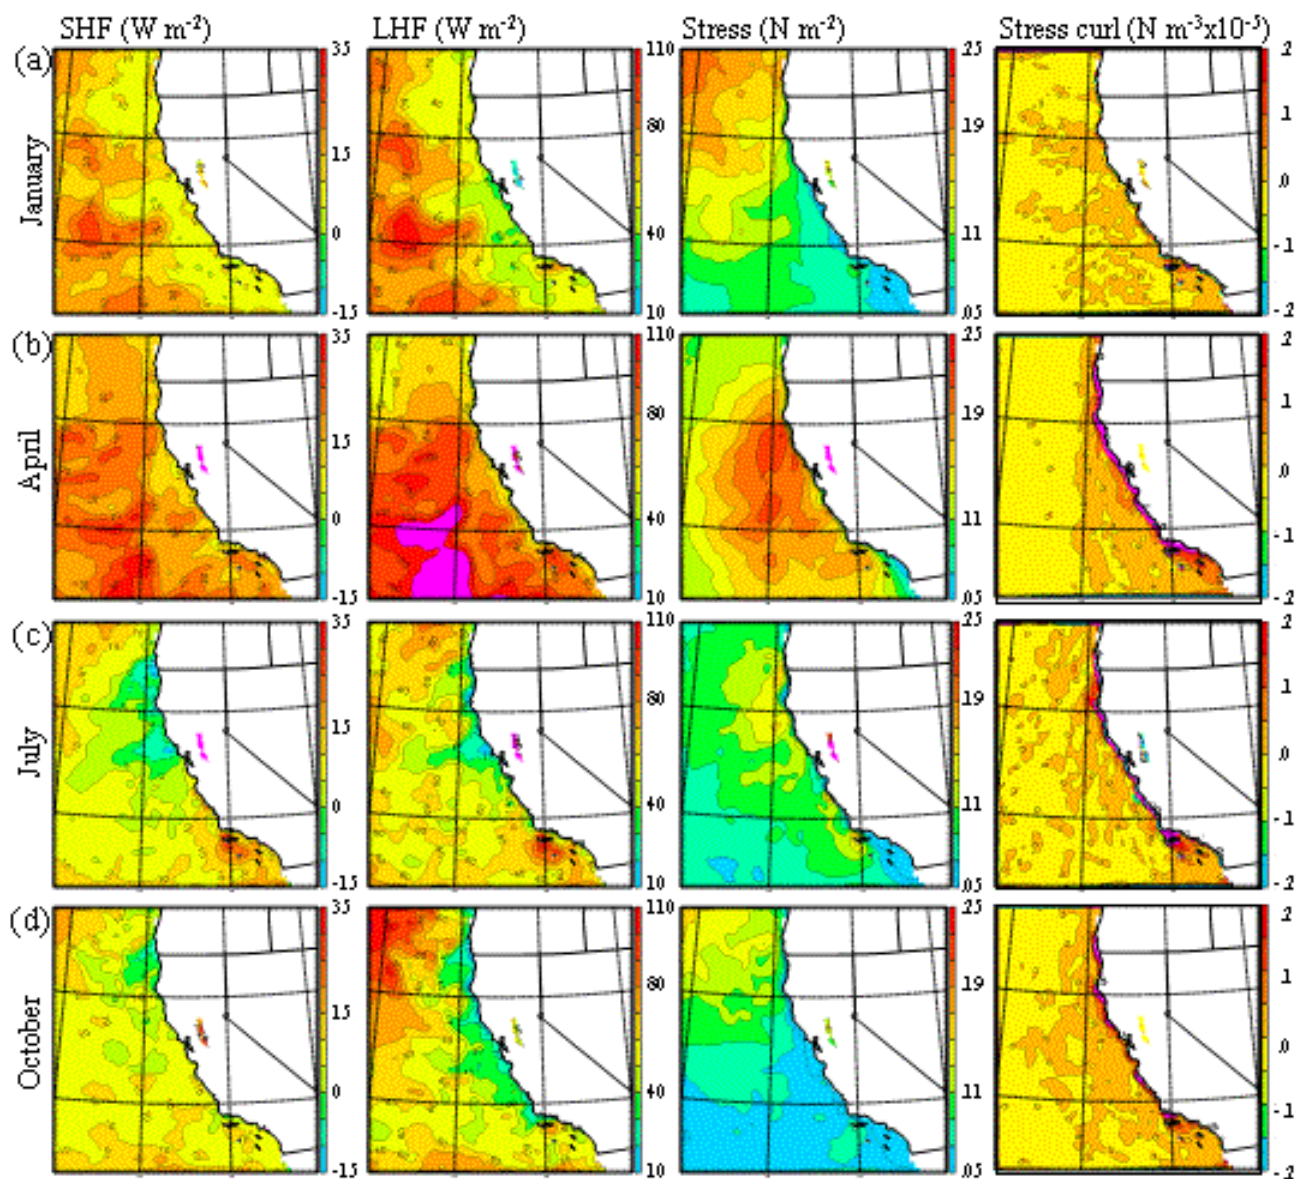 SHF (W m-2) LHF (W m-2) Stress (N m-2) Stress curl (N m-3x10-5)
(a) January
35 15 0 -15
110 80 40 10
.25 .19 .11 .05
.2 .1 .0 -.1 -.2
(b) April
35 15 0 -15
110 80 40 10
.25 .19 .11 .05
.2 .1 .0 -.1 -.2
(c) July
35 15 0 -15
110 80 40 10
.25 .19 .11 .05
.2 .1 .0 -.1 -.2
(d) October
35 15 0 -15
110 80 40 10
.25 .19 .11 .05
.2 .1 .0 -.1 -.2